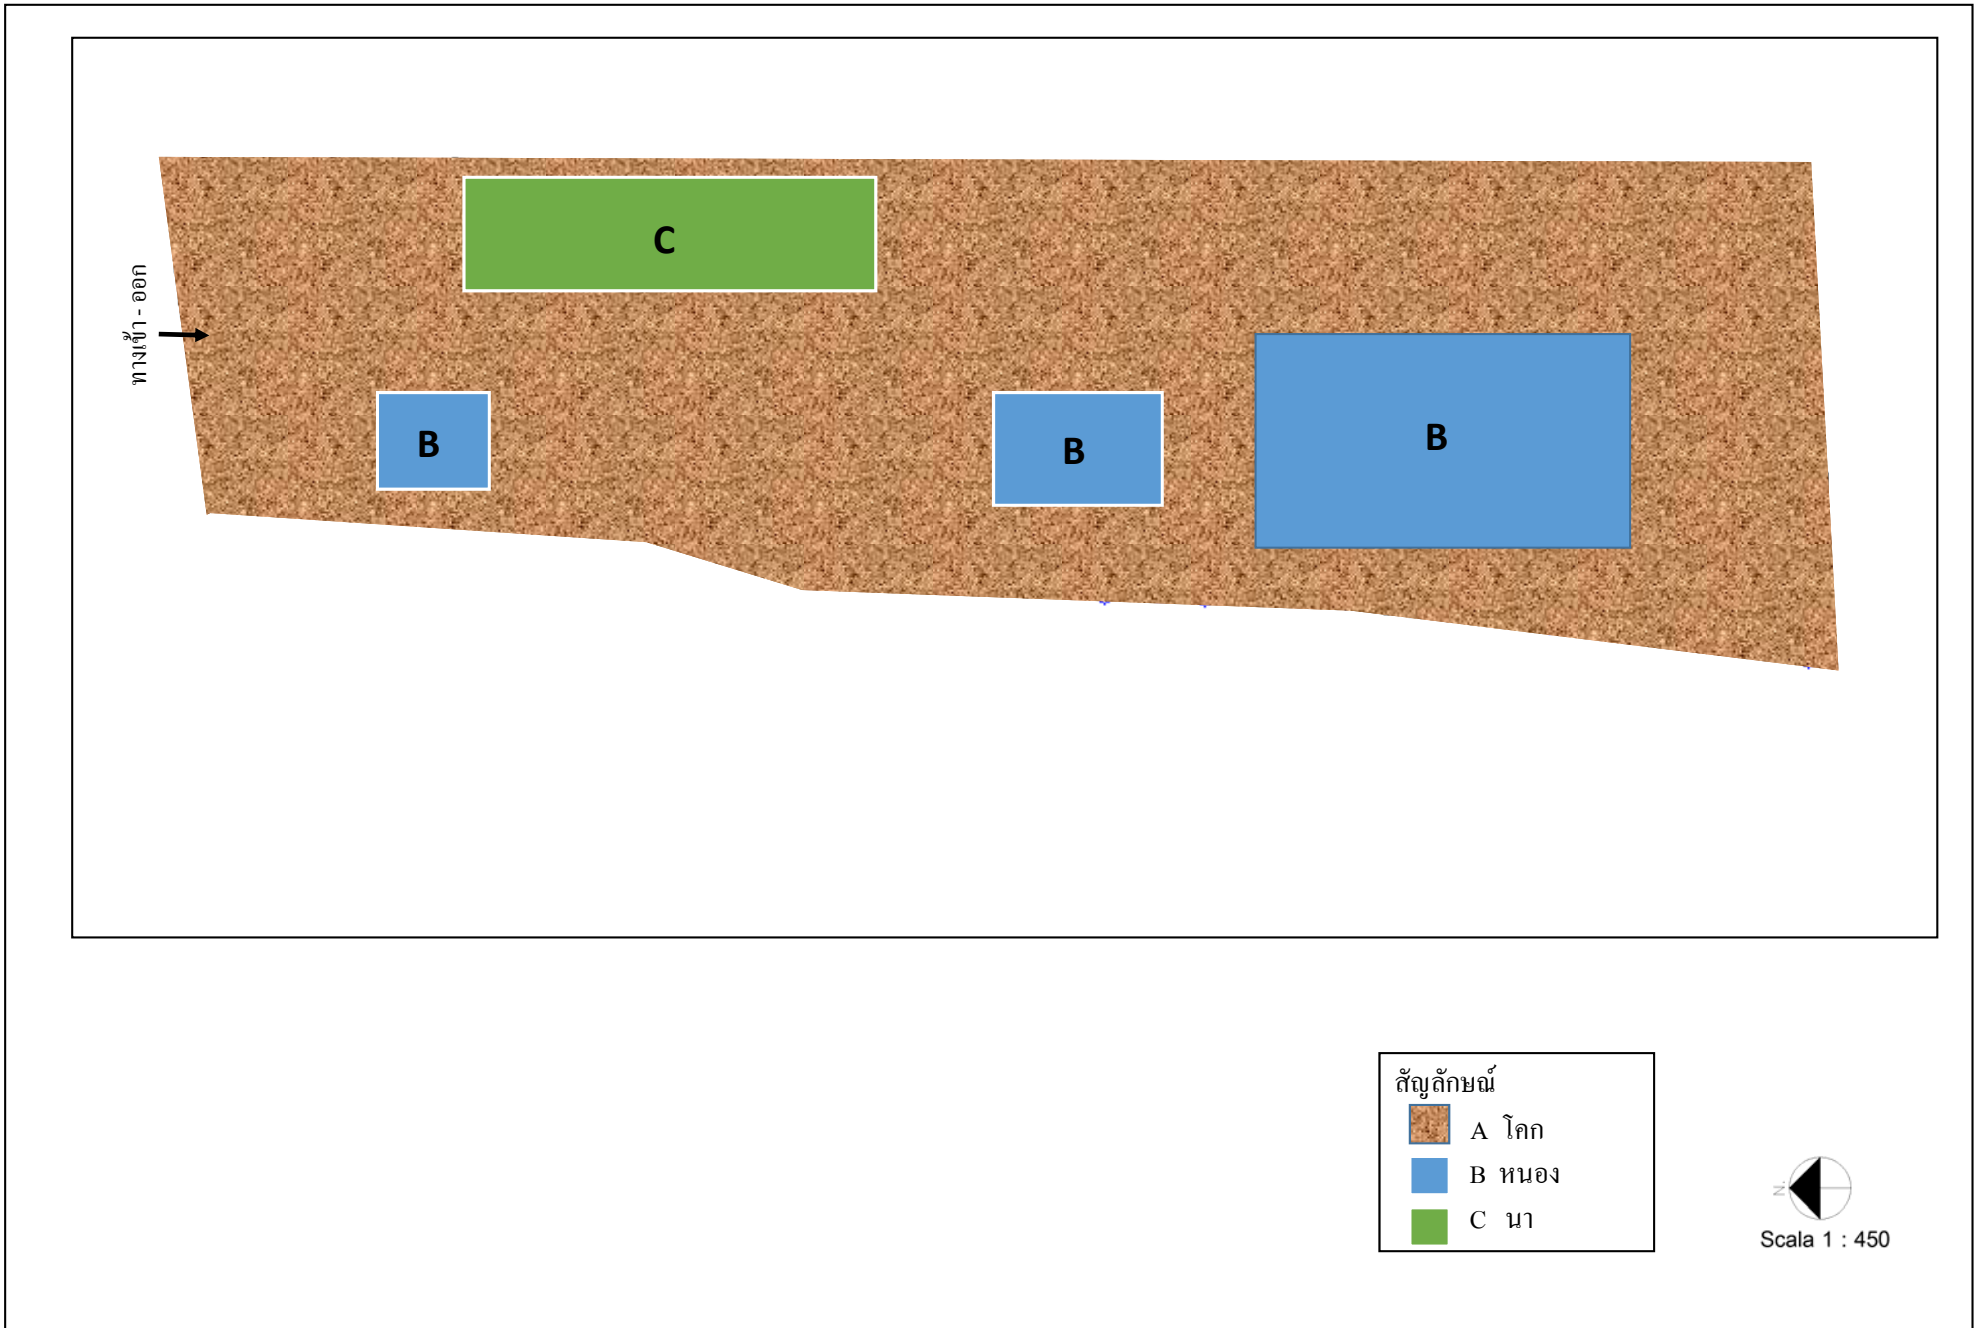 C
ทางเข้า - ออก
B
B
B
สัญลักษณ์
A โคก
B หนอง
C นา
N.
Scala 1 : 450